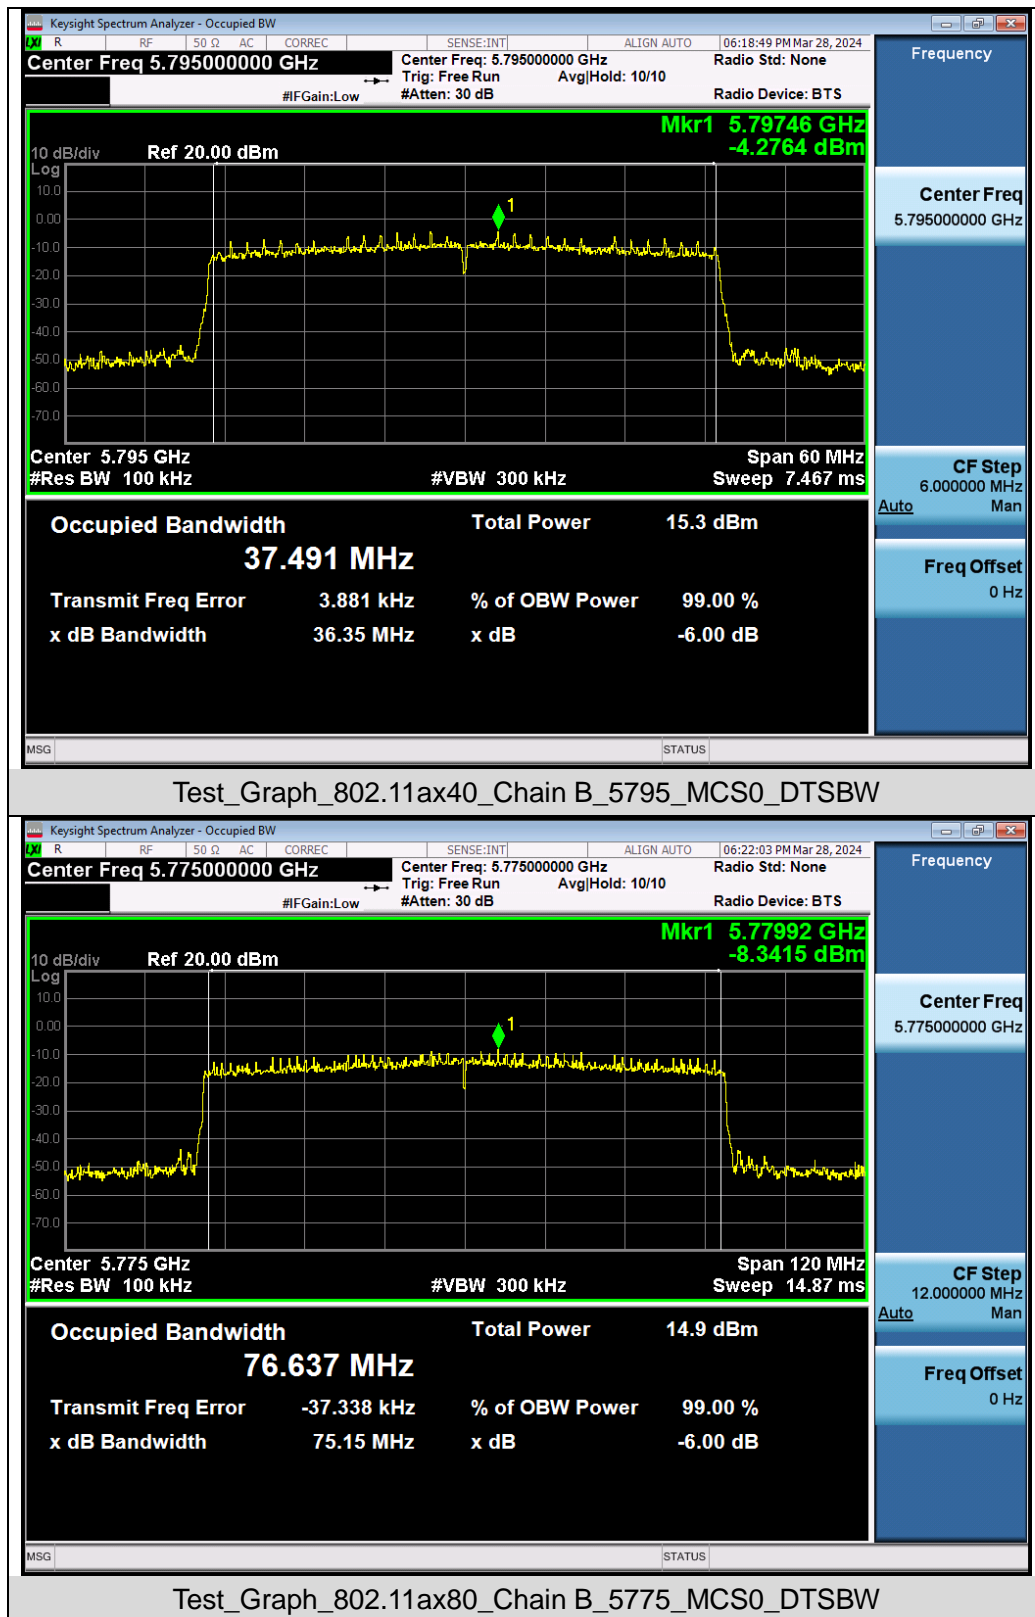 Keysight Spectrum Analyzer - Occupied BW
LXI R RF 50 Ω AC CORREC SENSE:INT ALIGN AUTO 06:18:49 PM Mar 28, 2024
Center Freq 5.795000000 GHz
Center Freq: 5.795000000 GHz
Radio Std: None
Trig: Free Run Avg|Hold: 10/10
#IFGain:Low
#Atten: 30 dB
Radio Device: BTS
Mkr1 5.79746 GHz
-4.2764 dBm
10 dB/div
Ref 20.00 dBm
Log
10.0
0.00
-10.0
-20.0
-30.0
-40.0
-50.0
-60.0
-70.0
1
Center 5.795 GHz
Span 60 MHz
#Res BW 100 kHz
#VBW 300 kHz
Sweep 7.467 ms
Occupied Bandwidth
Total Power 15.3 dBm
37.491 MHz
Transmit Freq Error 3.881 kHz
% of OBW Power 99.00 %
x dB Bandwidth 36.35 MHz
x dB -6.00 dB
MSG
STATUS
Frequency
Center Freq
5.795000000 GHz
CF Step
6.000000 MHz
Auto Man
Freq Offset
0 Hz
Test_Graph_802.11ax40_Chain B_5795_MCS0_DTSBW
Keysight Spectrum Analyzer - Occupied BW
LXI R RF 50 Ω AC CORREC SENSE:INT ALIGN AUTO 06:22:03 PM Mar 28, 2024
Center Freq 5.775000000 GHz
Center Freq: 5.775000000 GHz
Radio Std: None
Trig: Free Run Avg|Hold: 10/10
#IFGain:Low
#Atten: 30 dB
Radio Device: BTS
Mkr1 5.77992 GHz
-8.3415 dBm
10 dB/div
Ref 20.00 dBm
Log
10.0
0.00
-10.0
-20.0
-30.0
-40.0
-50.0
-60.0
-70.0
1
Center 5.775 GHz
Span 120 MHz
#Res BW 100 kHz
#VBW 300 kHz
Sweep 14.87 ms
Occupied Bandwidth
Total Power 14.9 dBm
76.637 MHz
Transmit Freq Error -37.338 kHz
% of OBW Power 99.00 %
x dB Bandwidth 75.15 MHz
x dB -6.00 dB
MSG
STATUS
Frequency
Center Freq
5.775000000 GHz
CF Step
12.000000 MHz
Auto Man
Freq Offset
0 Hz
Test_Graph_802.11ax80_Chain B_5775_MCS0_DTSBW